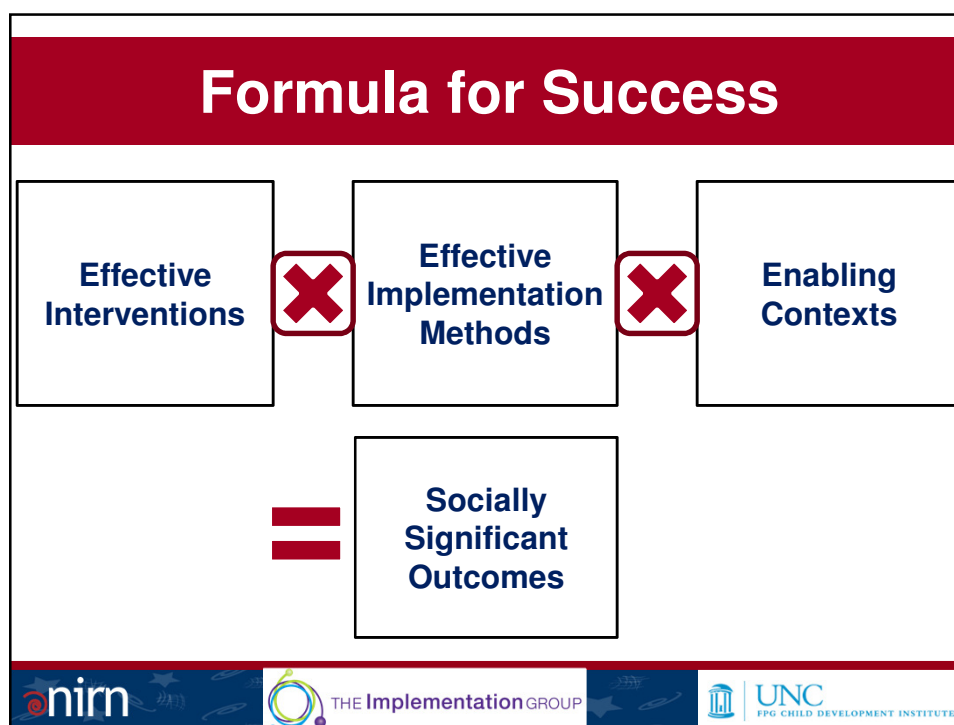 Formula for Success
Effective
Interventions
Effective
Implementation
Methods
Enabling
Contexts
Socially
Significant
Outcomes
nirn
THE Implementation GROUP
UNC
FPG CHILD DEVELOPMENT INSTITUTE